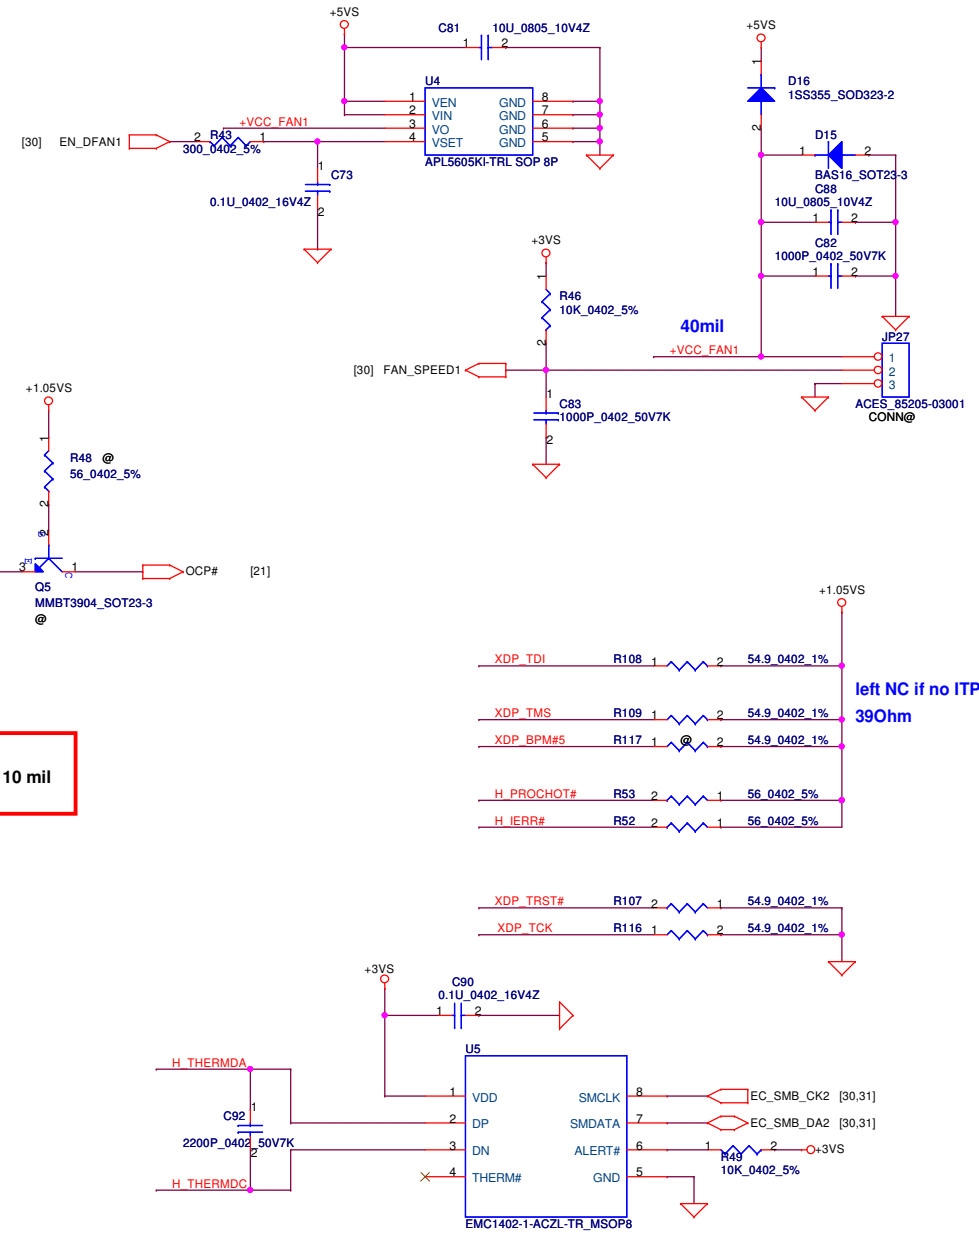 +5VS
C81 10U_0805_10V4Z
1 2
U4
1 VEN GND 8
2 VIN GND 7
3 VO GND 6
4 VSET GND 5
APL5605KI-TRL SOP 8P
+VCC_FAN1
[30] EN_DFAN1
2 R43 1
300_0402_5%
1
C73
0.1U_0402_16V4Z
2
+5VS
1
D16
1SS355_SOD323-2
2
D15
1 2
BAS16_SOT23-3
C88
10U_0805_10V4Z
1 2
C82
1000P_0402_50V7K
1 2
+3VS
1
R46
10K_0402_5%
2
40mil
+VCC_FAN1
JP27
1
2
3
ACES_85205-03001
CONN@
[30] FAN_SPEED1
1
C83
1000P_0402_50V7K
2
+1.05VS
1
R48 @
56_0402_5%
2
2
B
E
3
C
1
OCP# [21]
Q5
MMBT3904_SOT23-3
@
+1.05VS
XDP_TDI R108 1 2 54.9_0402_1%
left NC if no ITP
XDP_TMS R109 1 2 54.9_0402_1%
39Ohm
XDP_BPM#5 R117 1 @ 2 54.9_0402_1%
10 mil
H_PROCHOT# R53 2 1 56_0402_5%
H_IERR# R52 2 1 56_0402_5%
XDP_TRST# R107 2 1 54.9_0402_1%
XDP_TCK R116 1 2 54.9_0402_1%
+3VS
C90
0.1U_0402_16V4Z
1 2
U5
H_THERMDA
1
C92
2200P_0402_50V7K
2
H_THERMDC
1 VDD SMCLK 8 EC_SMB_CK2 [30,31]
2 DP SMDATA 7 EC_SMB_DA2 [30,31]
3 DN ALERT# 6 1 R49 2 +3VS
10K_0402_5%
4 THERM# GND 5
EMC1402-1-ACZL-TR_MSOP8